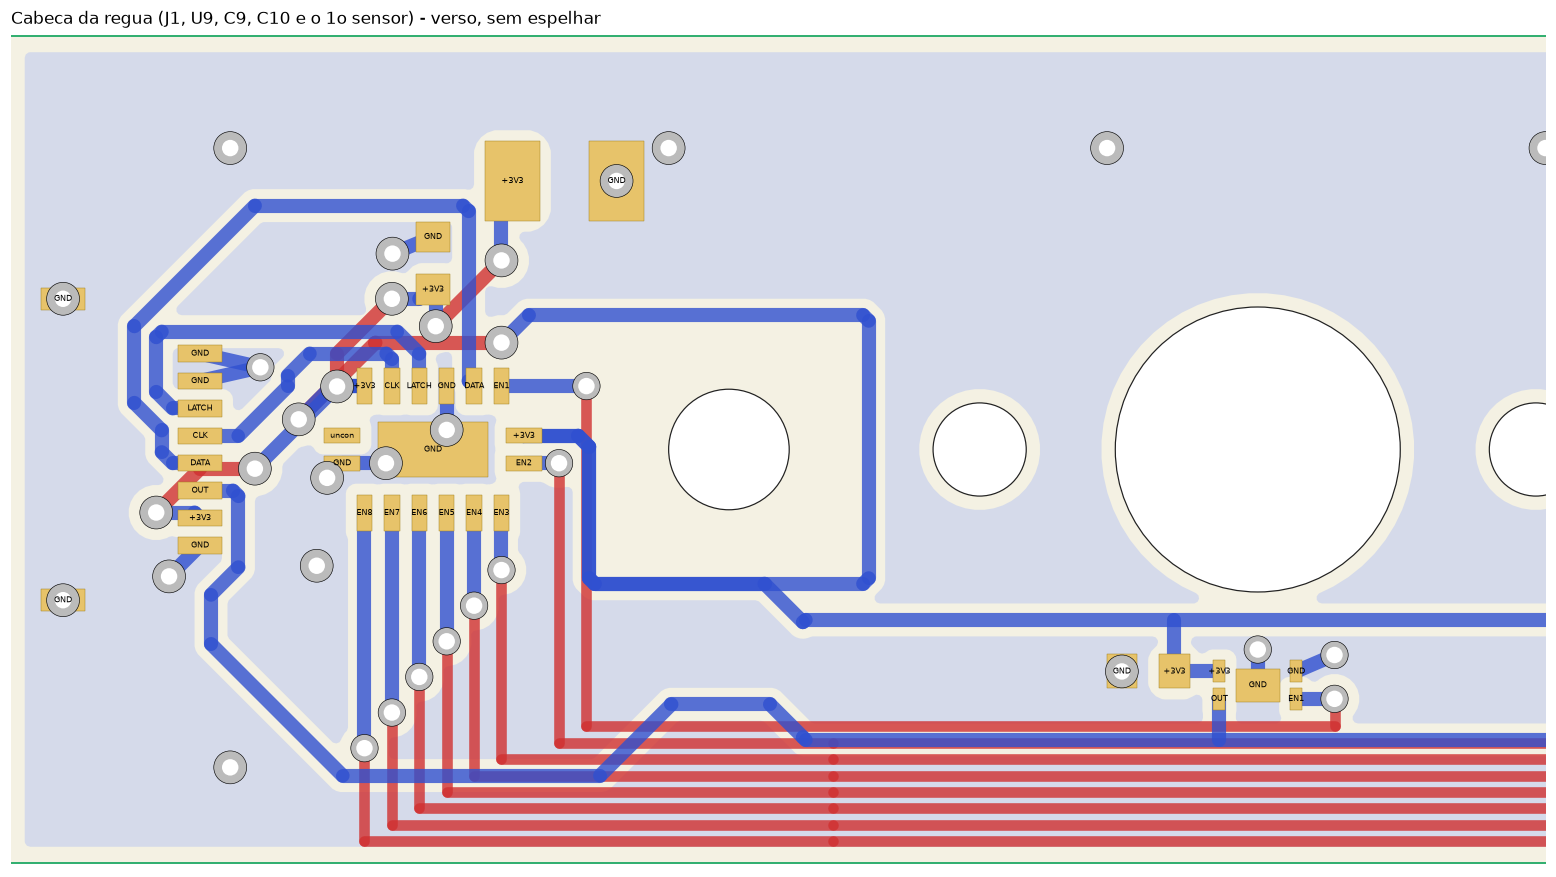 Cabeca da regua (J1, U9, C9, C10 e o 1o sensor) - verso, sem espelhar
+3V3
GND
GND
+3V3
GND
GND
GND
LATCH
CLK
DATA
OUT
+3V3
GND
GND
+3V3
CLK
LATCH
GND
DATA
EN1
uncon
GND
GND
+3V3
EN2
EN8
EN7
EN6
EN5
EN4
EN3
GND
+3V3
+3V3
OUT
GND
GND
EN1